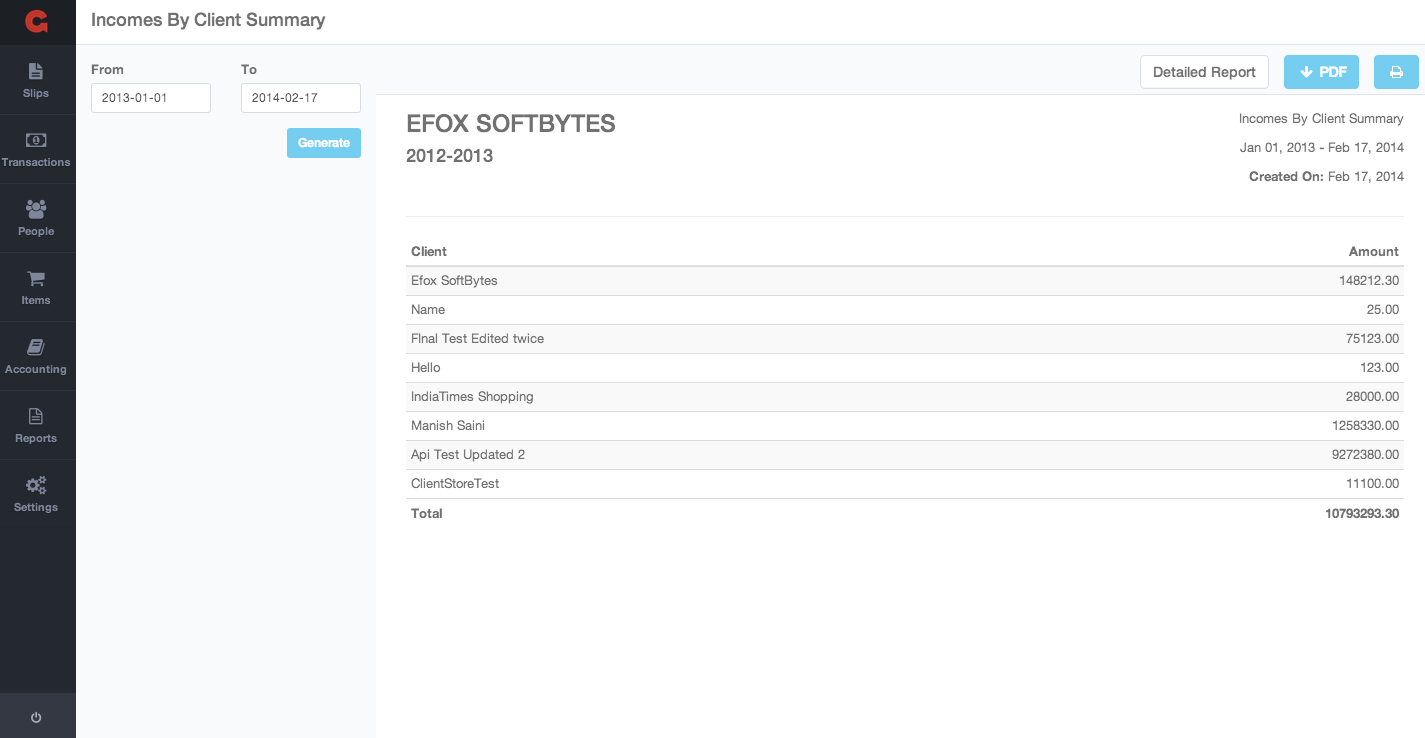 Incomes By Client Summary
Slips
Transactions
People
Items
Accounting
Reports
Settings
From To
2013-01-01 2014-02-17
Generate
Detailed Report PDF
EFOX SOFTBYTES
2012-2013
Incomes By Client Summary
Jan 01, 2013 - Feb 17, 2014
Created On: Feb 17, 2014
Client Amount
Efox SoftBytes 148212.30
Name 25.00
FInal Test Edited twice 75123.00
Hello 123.00
IndiaTimes Shopping 28000.00
Manish Saini 1258330.00
Api Test Updated 2 9272380.00
ClientStoreTest 11100.00
Total 10793293.30